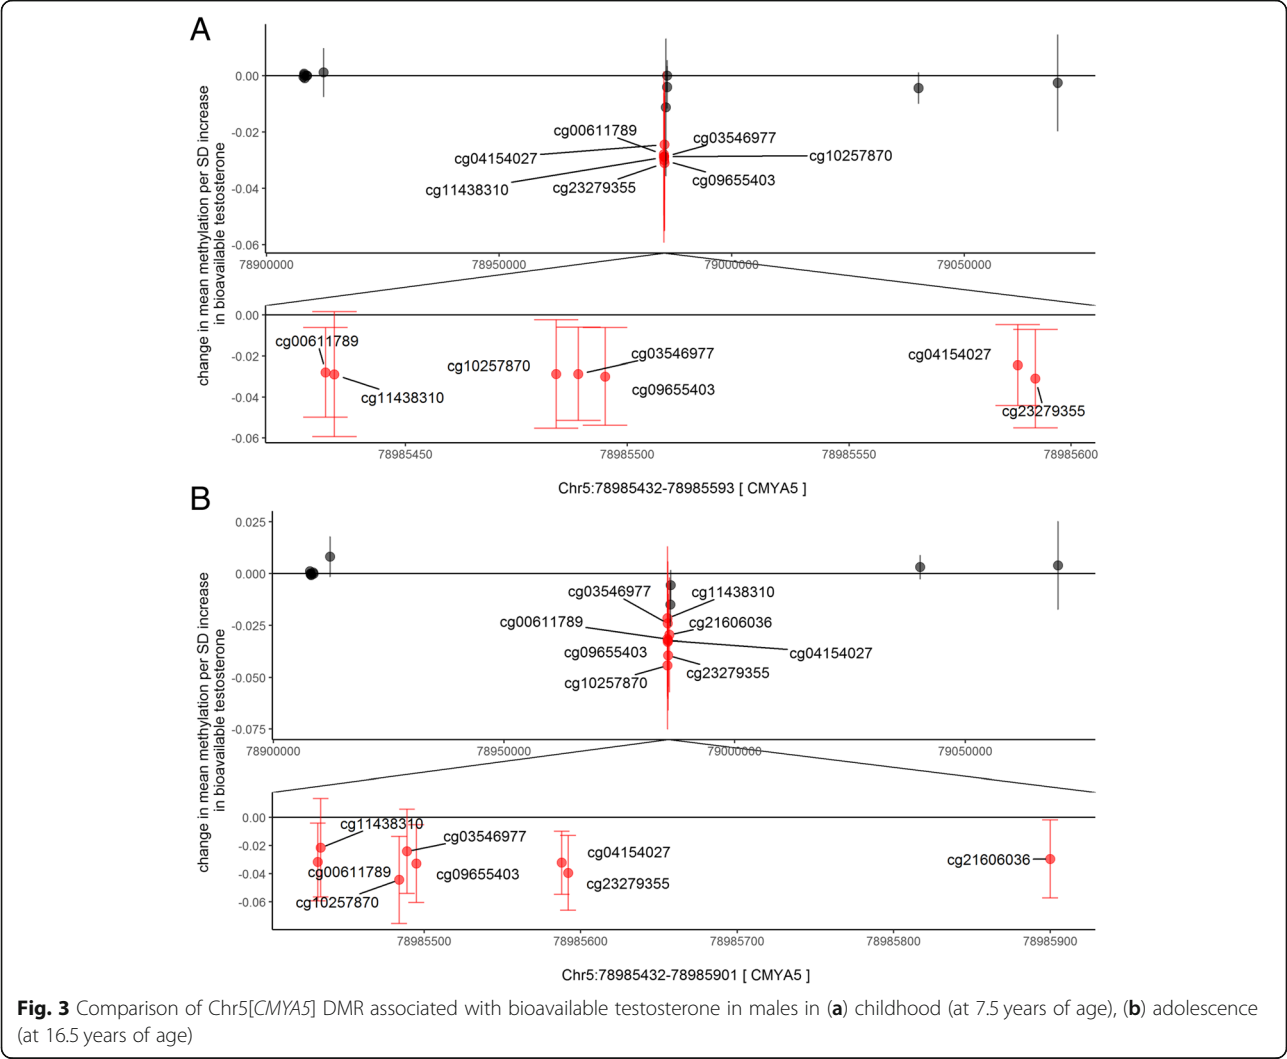 A
change in mean methylation per SD increase
in bioavailable testosterone
0.00
-0.02
-0.04
-0.06
cg00611789
cg03546977
cg04154027
cg10257870
cg11438310
cg23279355
cg09655403
78900000
78950000
79000000
79050000
0.00
-0.02
-0.04
-0.06
cg00611789
cg11438310
cg10257870
cg03546977
cg09655403
cg04154027
cg23279355
78985450
78985500
78985550
78985600
Chr5:78985432-78985593 [ CMYA5 ]
B
change in mean methylation per SD increase
in bioavailable testosterone
0.025
0.000
-0.025
-0.050
-0.075
cg03546977
cg11438310
cg00611789
cg21606036
cg09655403
cg04154027
cg10257870
cg23279355
78900000
78950000
79000000
79050000
0.00
-0.02
-0.04
-0.06
cg11438310
cg03546977
cg00611789
cg09655403
cg10257870
cg04154027
cg23279355
cg21606036
78985500
78985600
78985700
78985800
78985900
Chr5:78985432-78985901 [ CMYA5 ]
Fig. 3 Comparison of Chr5[CMYA5] DMR associated with bioavailable testosterone in males in (a) childhood (at 7.5 years of age), (b) adolescence
(at 16.5 years of age)